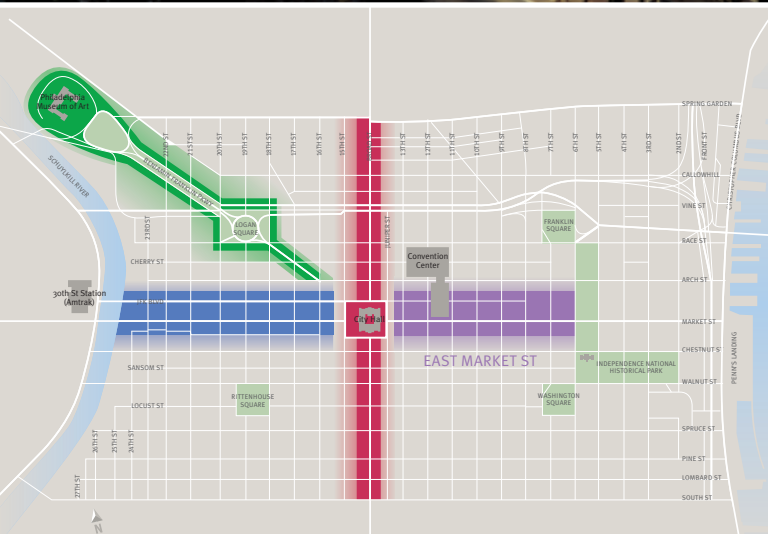 SPRING GARDEN
Philadelphia
Museum of Art
22ND ST
21ST ST
20TH ST
19TH ST
18TH ST
17TH ST
16TH ST
15TH ST
13TH ST
12TH ST
11TH ST
10TH ST
9TH ST
8TH ST
7TH ST
6TH ST
5TH ST
4TH ST
3RD ST
2ND ST
FRONT ST
SCHUYLKILL RIVER
BENJAMIN FRANKLIN PKWY
CALLOWHILL
VINE ST
23RD ST
LOGAN
SQUARE
JUNIPER ST
FRANKLIN
SQUARE
RACE ST
CHERRY ST
Convention
Center
ARCH ST
30th St Station
(Amtrak)
JFK BLVD
City Hall
MARKET ST
CHESTNUT ST
PENN'S LANDING
EAST MARKET ST
INDEPENDENCE NATIONAL
HISTORICAL PARK
SANSOM ST
WALNUT ST
RITTENHOUSE
SQUARE
WASHINGTON
SQUARE
LOCUST ST
SPRUCE ST
26TH ST
25TH ST
24TH ST
PINE ST
27TH ST
LOMBARD ST
SOUTH ST
N